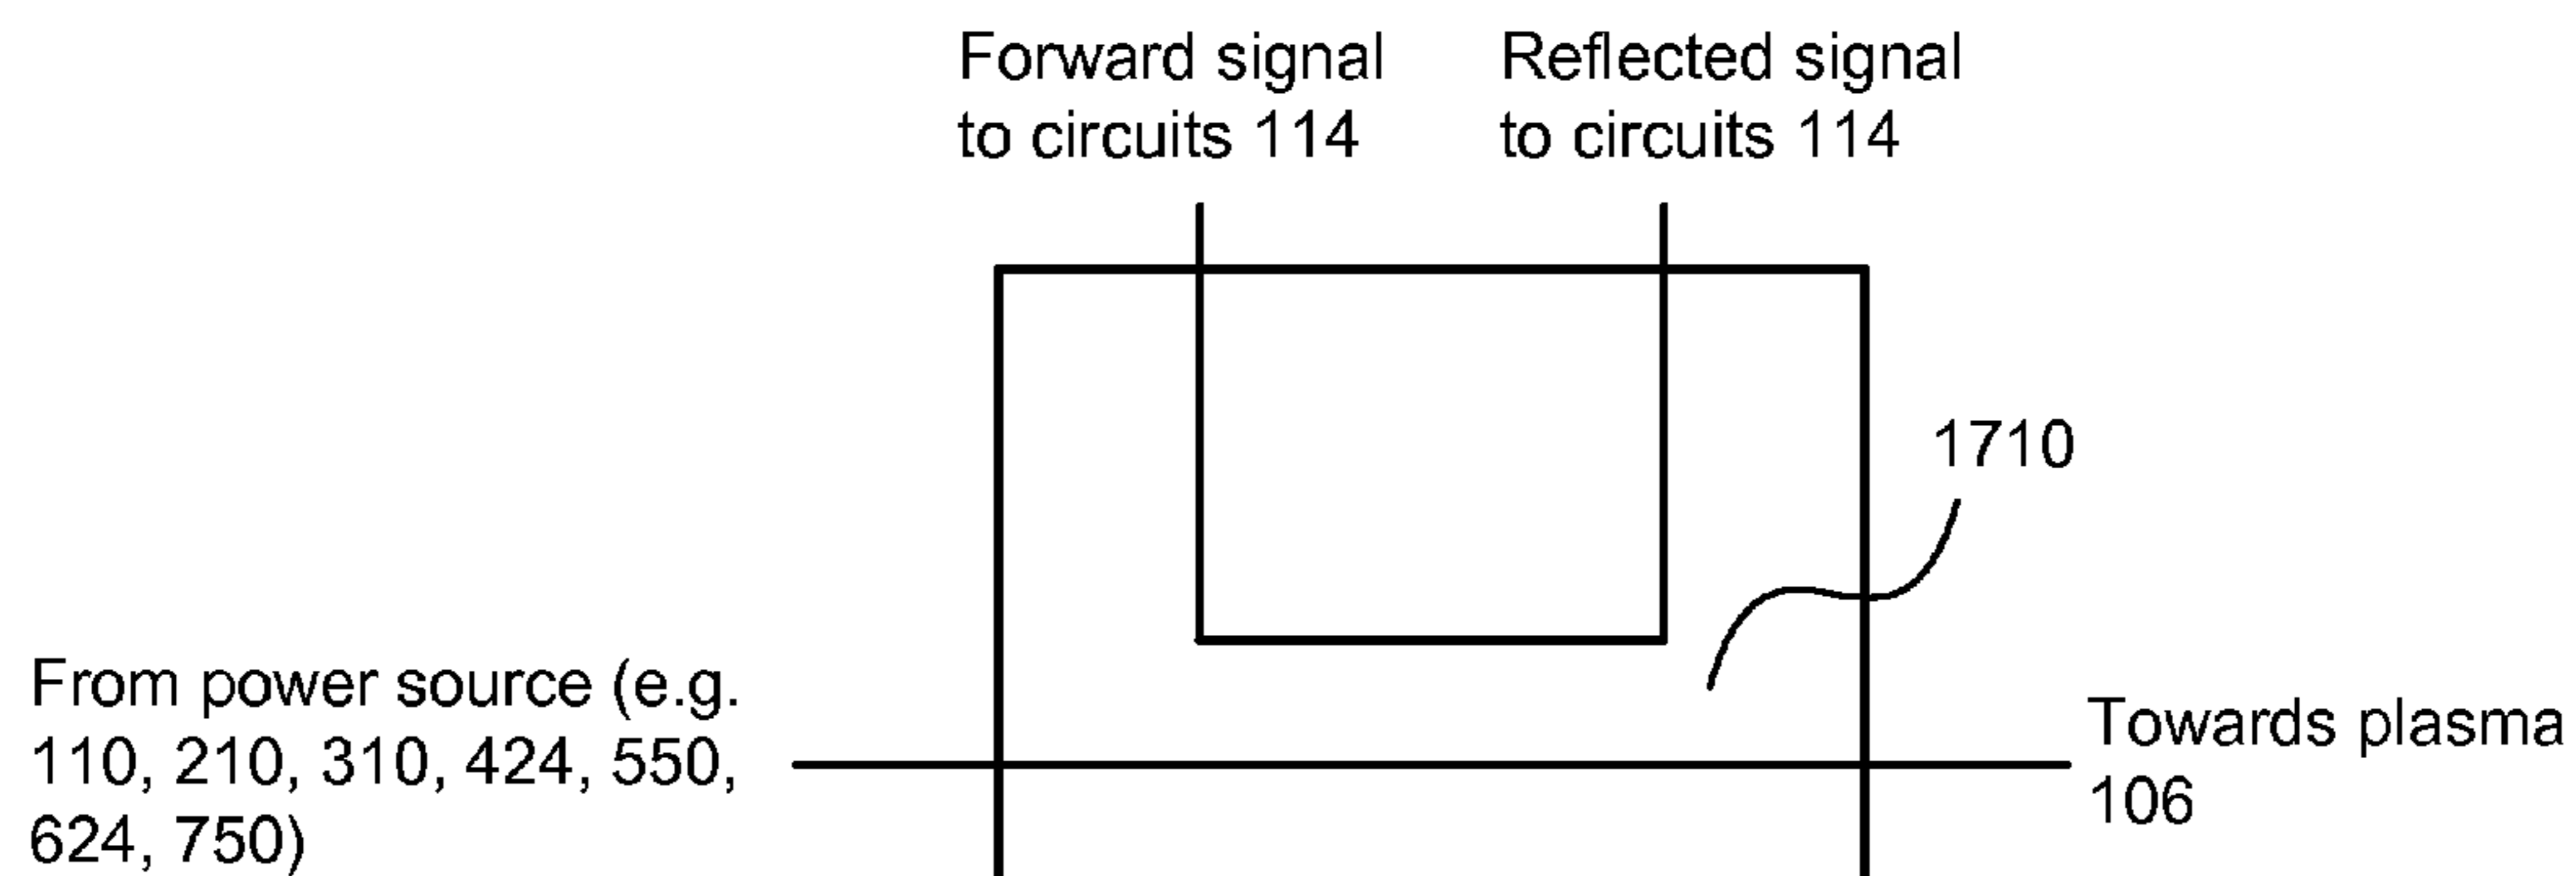 Forward signal
to circuits 114
Reflected signal
to circuits 114
1710
From power source (e.g.
110, 210, 310, 424, 550,
624, 750)
Towards plasma
106